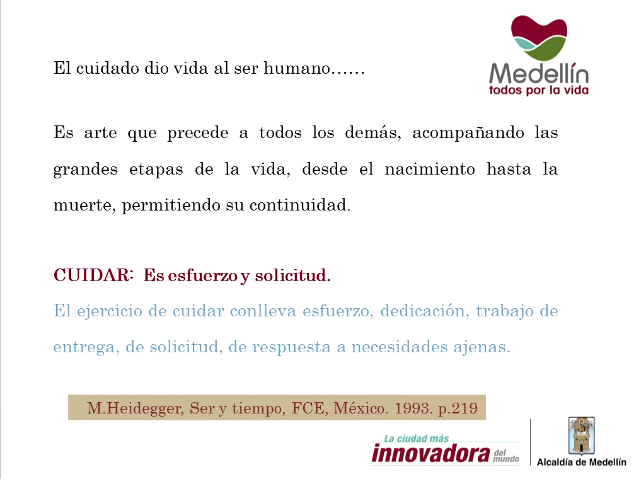 El cuidado dio vida al ser humano……
Medellín
todos por la vida
Es arte que precede a todos los demás, acompañando las
grandes etapas de la vida, desde el nacimiento hasta la
muerte, permitiendo su continuidad.
CUIDAR: Es esfuerzo y solicitud.
El ejercicio de cuidar conlleva esfuerzo, dedicación, trabajo de
entrega, de solicitud, de respuesta a necesidades ajenas.
M.Heidegger, Ser y tiempo, FCE, México. 1993. p.219
La ciudad más
innovadora del mundo
Alcaldía de Medellín